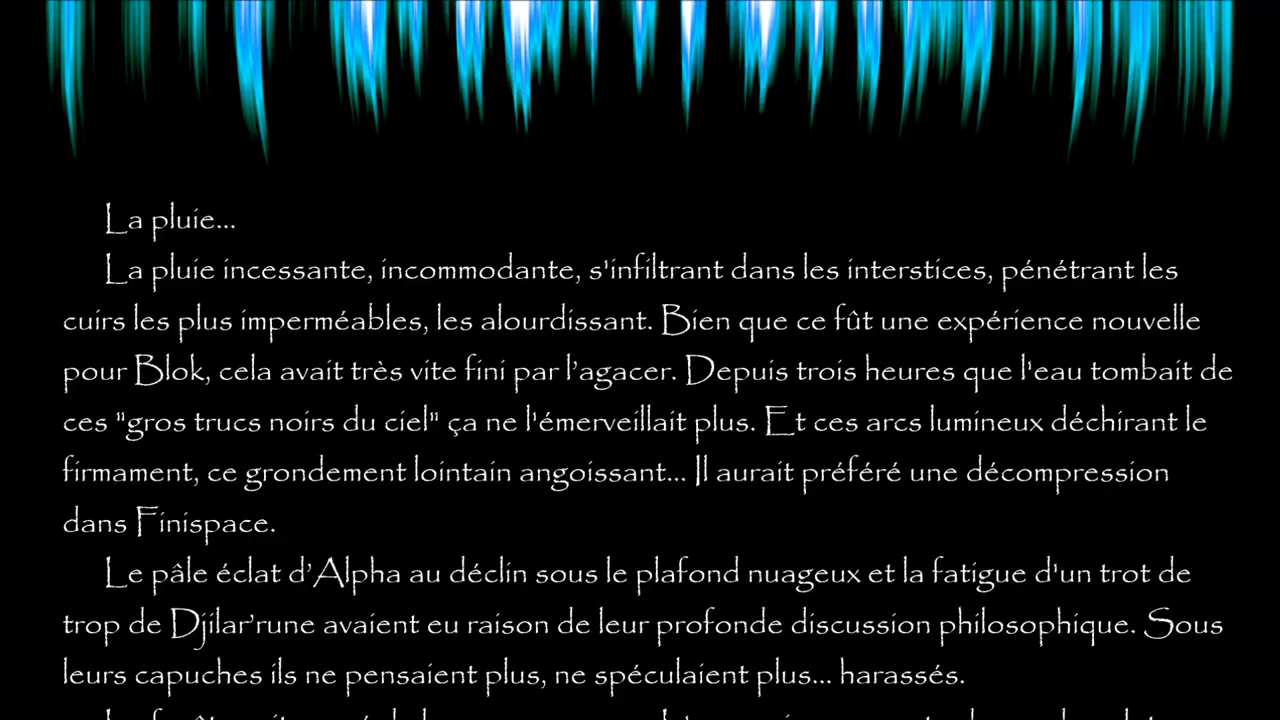 La pluie...
La pluie incessante, incommodante, s'infiltrant dans les interstices, pénétrant les
cuirs les plus imperméables, les alourdissant. Bien que ce fût une expérience nouvelle
pour Blok, cela avait très vite fini par l’agacer. Depuis trois heures que l'eau tombait de
ces "gros trucs noirs du ciel" ça ne l'émerveillait plus. Et ces arcs lumineux déchirant le
firmament, ce grondement lointain angoissant... Il aurait préféré une décompression
dans Finispace.
Le pâle éclat d’Alpha au déclin sous le plafond nuageux et la fatigue d'un trot de
trop de Djilar’rune avaient eu raison de leur profonde discussion philosophique. Sous
leurs capuches ils ne pensaient plus, ne spéculaient plus... harassés.